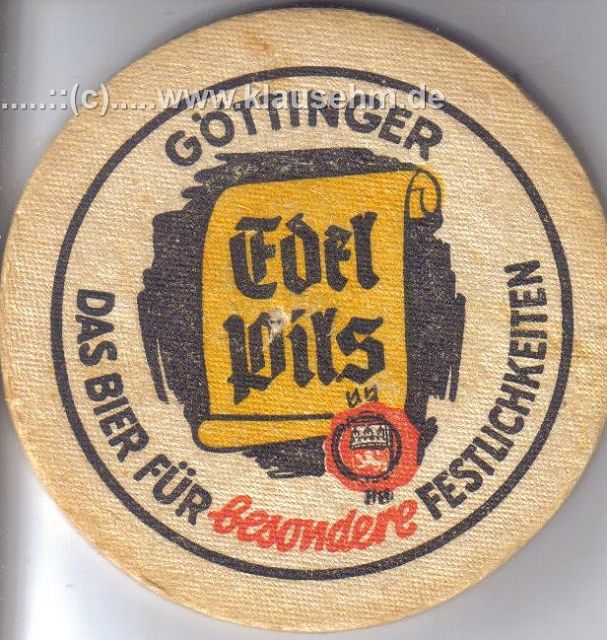 ......::(c).....www.klausehm.de
GÖTTINGER
Edel
Pils
DAS BIER FÜR besondere FESTLICHKEITEN